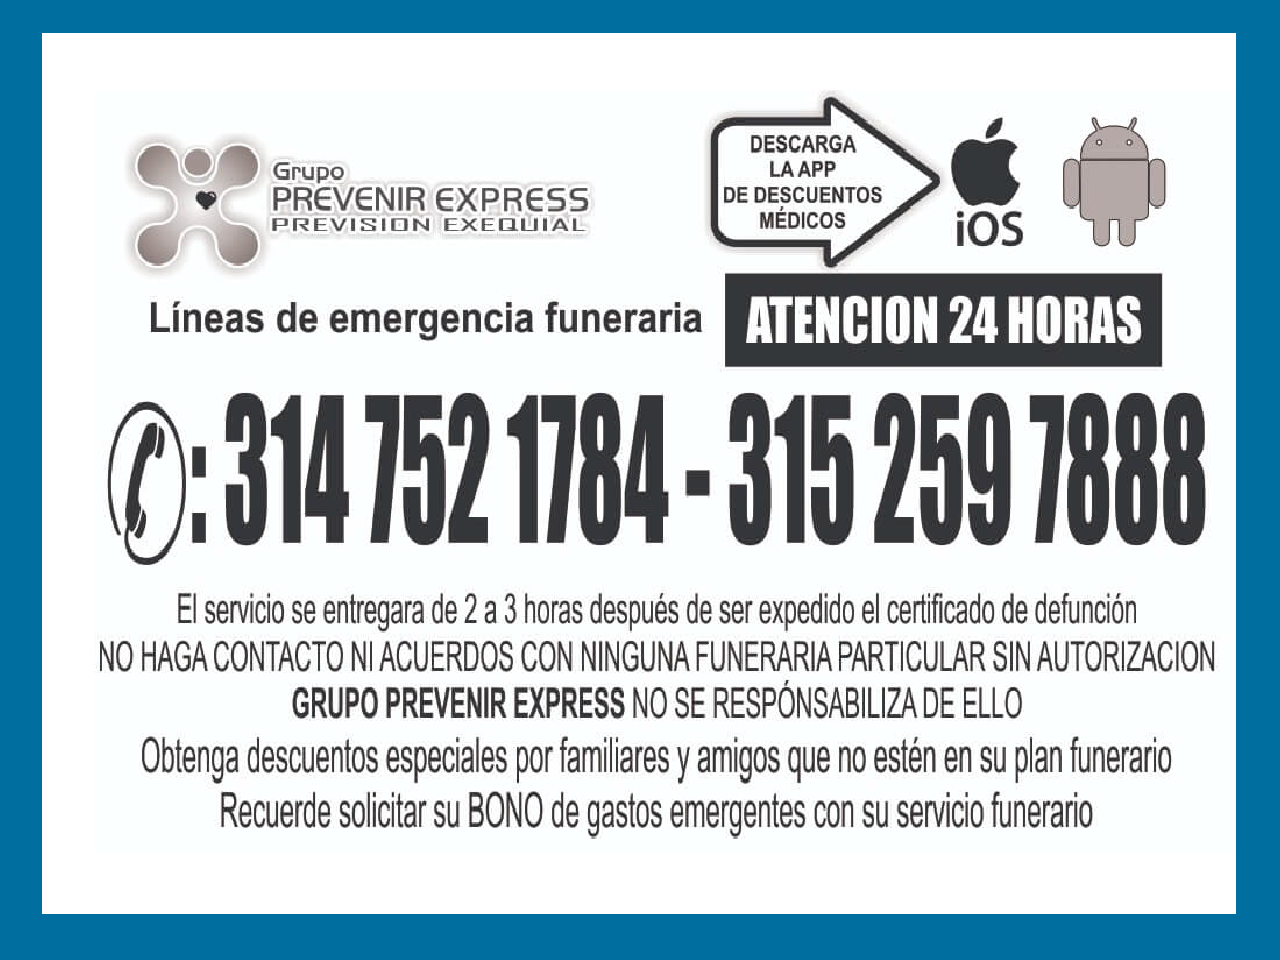 Grupo
PREVENIR EXPRESS
PREVISION EXEQUIAL
DESCARGA
LA APP
DE DESCUENTOS
MÉDICOS
iOS
Líneas de emergencia funeraria
ATENCION 24 HORAS
: 314 752 1784 - 315 259 7888
El servicio se entregara de 2 a 3 horas después de ser expedido el certificado de defunción
NO HAGA CONTACTO NI ACUERDOS CON NINGUNA FUNERARIA PARTICULAR SIN AUTORIZACION
GRUPO PREVENIR EXPRESS NO SE RESPÓNSABILIZA DE ELLO
Obtenga descuentos especiales por familiares y amigos que no estén en su plan funerario
Recuerde solicitar su BONO de gastos emergentes con su servicio funerario